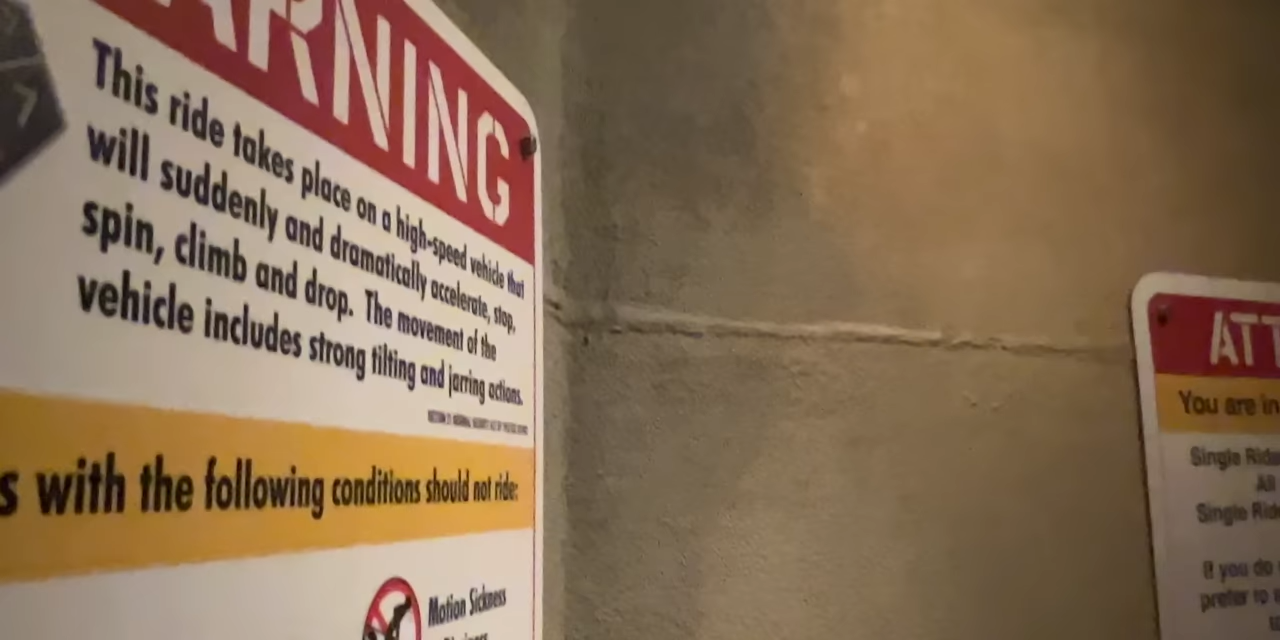 ARNING
This ride takes place on a high-speed vehicle that
will suddenly and dramatically accelerate, stop,
spin, climb and drop. The movement of the
vehicle includes strong tilting and jarring actions.
s with the following conditions should not ride:
Motion Sickness
ATT
You are in
Single Ride
All
Single Ride
If you do
prefer to